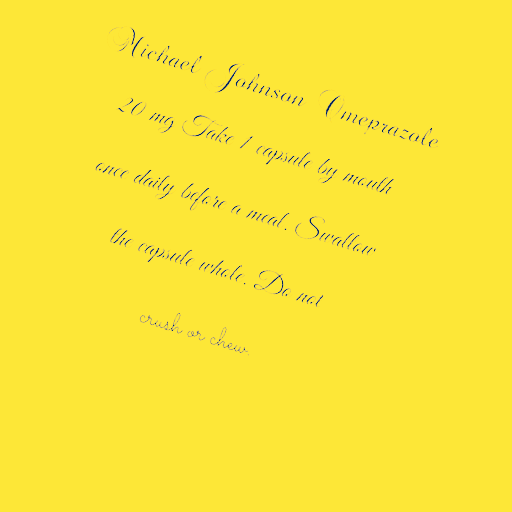 Michael Johnson Omeprazole
20 mg Take 1 capsule by mouth
once daily before a meal. Swallow
the capsule whole. Do not
crush or chew.